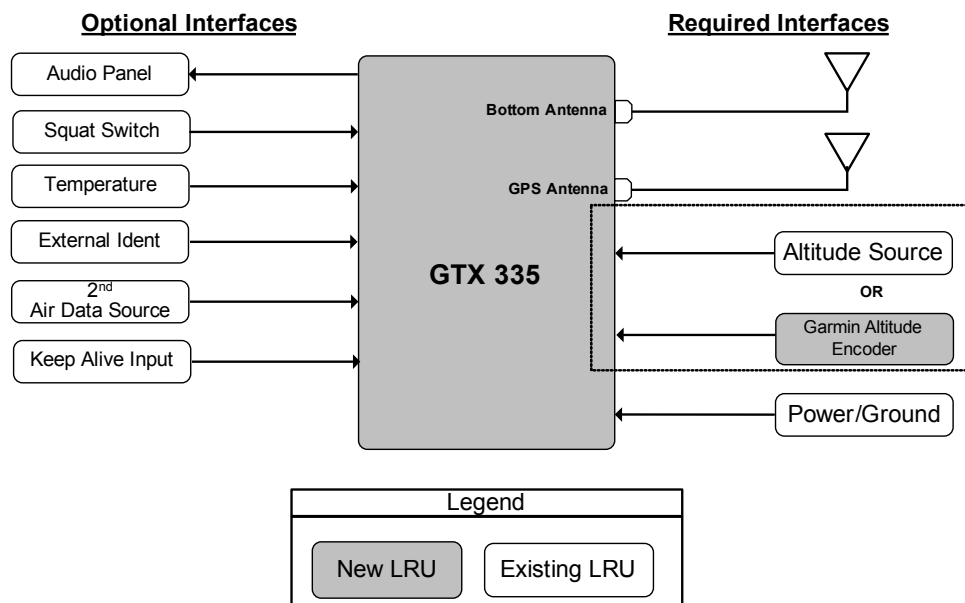 Optional Interfaces
Required Interfaces
Audio Panel
Squat Switch
Temperature
External Ident
2nd
Air Data Source
Keep Alive Input
Bottom Antenna
GPS Antenna
GTX 335
Altitude Source
OR
Garmin Altitude
Encoder
Power/Ground
Legend
New LRU
Existing LRU